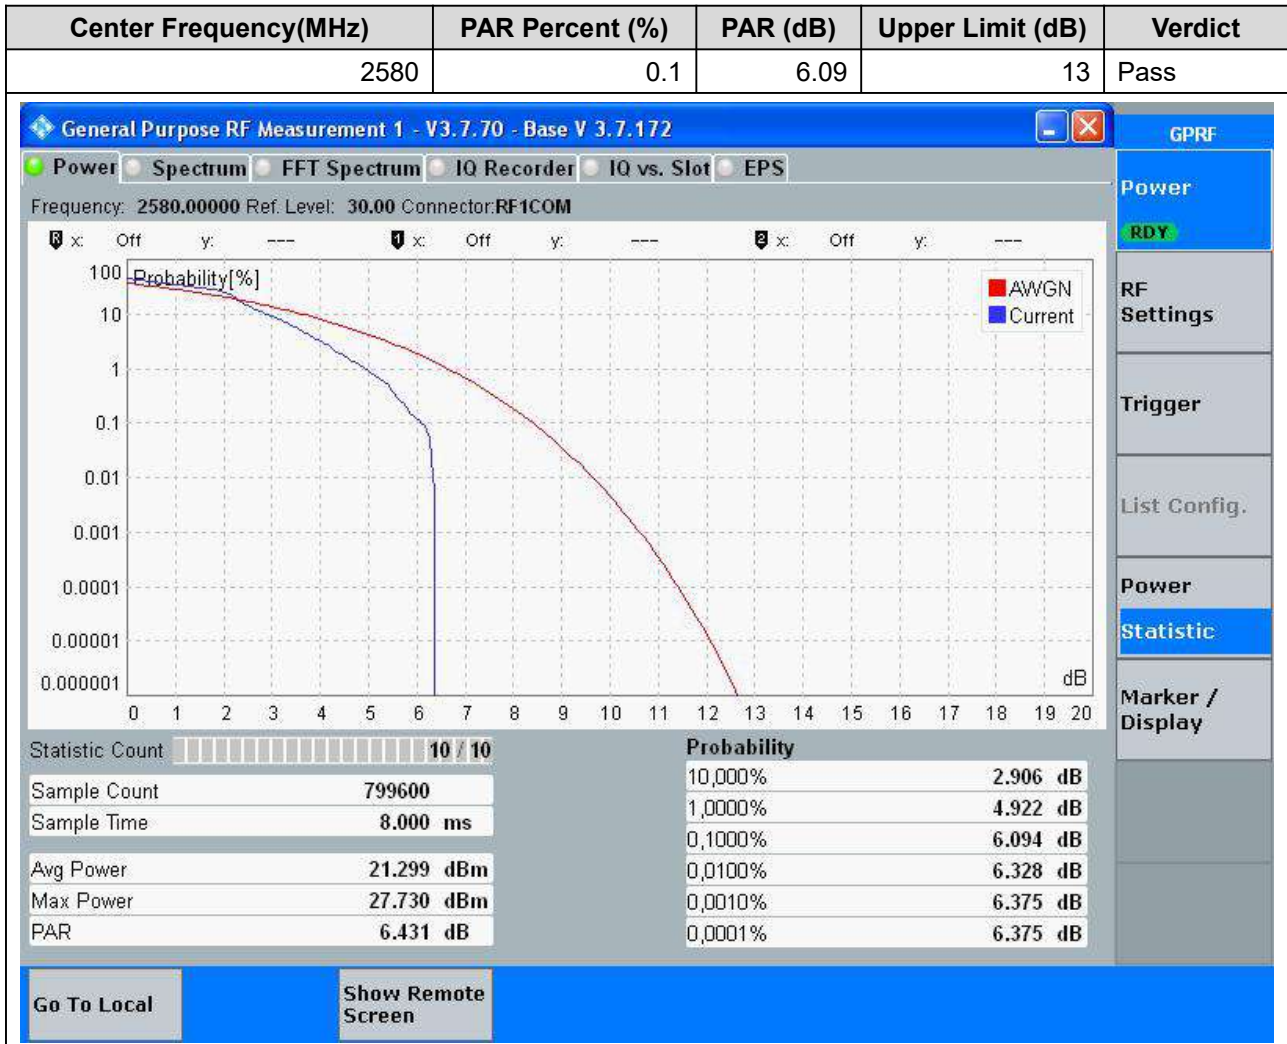 Center Frequency(MHz) PAR Percent (%) PAR (dB) Upper Limit (dB) Verdict
2580 0.1 6.09 13 Pass
General Purpose RF Measurement 1 - V3.7.70 - Base V 3.7.172
GPRF
Power Spectrum FFT Spectrum IQ Recorder IQ vs. Slot EPS
Power
RDY
Frequency: 2580.00000 Ref. Level: 30.00 Connector:RF1COM
R x: Off y: --- 1 x: Off y: --- 2 x: Off y: ---
Probability[%]
AWGN
Current
100
10
1
0.1
0.01
0.001
0.0001
0.00001
0.000001
dB
0 1 2 3 4 5 6 7 8 9 10 11 12 13 14 15 16 17 18 19 20
RF
Settings
Trigger
List Config.
Power
Statistic
Marker /
Display
Statistic Count 10 / 10
Sample Count 799600
Sample Time 8.000 ms
Avg Power 21.299 dBm
Max Power 27.730 dBm
PAR 6.431 dB
Probability
10,000% 2.906 dB
1,0000% 4.922 dB
0,1000% 6.094 dB
0,0100% 6.328 dB
0,0010% 6.375 dB
0,0001% 6.375 dB
Go To Local
Show Remote
Screen